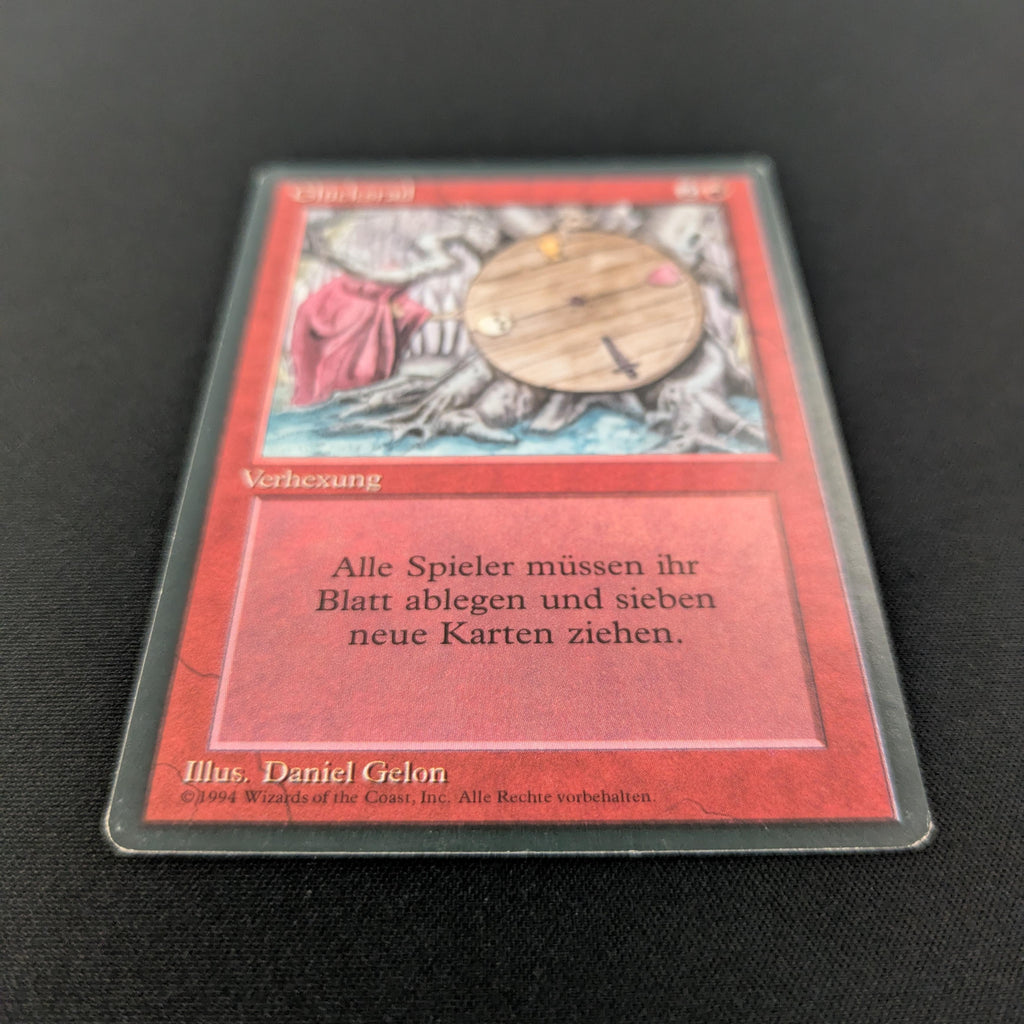 Glücksrad
Verhexung
Alle Spieler müssen ihr
Blatt ablegen und sieben
neue Karten ziehen.
Illus. Daniel Gelon
©1994 Wizards of the Coast, Inc. Alle Rechte vorbehalten.